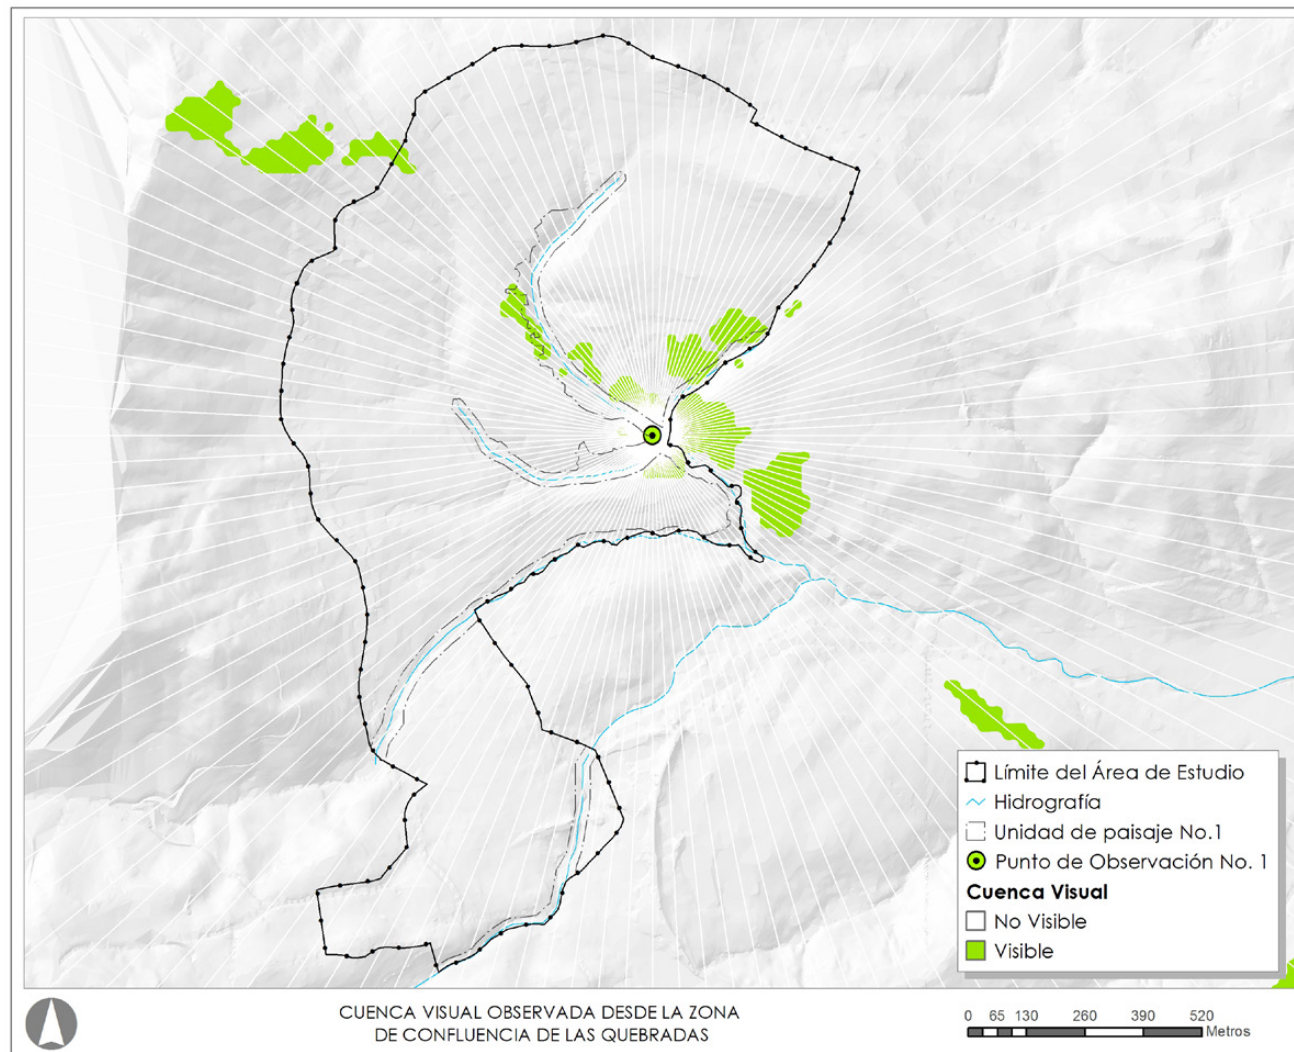 Límite del Área de Estudio
Hidrografía
Unidad de paisaje No.1
Punto de Observación No. 1
Cuenca Visual
No Visible
Visible
CUENCA VISUAL OBSERVADA DESDE LA ZONA
DE CONFLUENCIA DE LAS QUEBRADAS
0 65 130 260 390 520
Metros